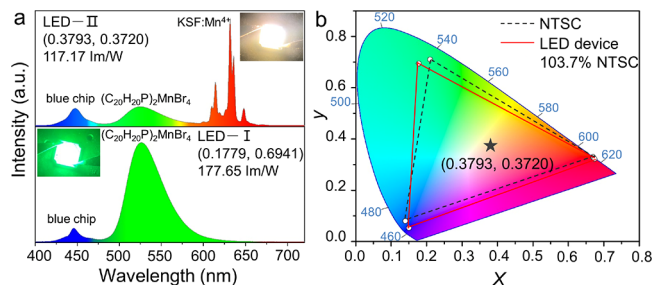 a
LED－Ⅱ
(0.3793, 0.3720)
117.17 lm/W
KSF:Mn⁴⁺
blue chip
(C₂₀H₂₀P)₂MnBr₄
(C₂₀H₂₀P)₂MnBr₄
LED－Ⅰ
(0.1779, 0.6941)
177.65 lm/W
blue chip
Intensity (a.u.)
400 450 500 550 600 650 700
Wavelength (nm)
b
NTSC
LED device
103.7% NTSC
520
540
560
580
600
620
500
480
460
(0.3793, 0.3720)
y
0.8
0.6
0.4
0.2
0.0
0.0 0.1 0.2 0.3 0.4 0.5 0.6 0.7 0.8
X